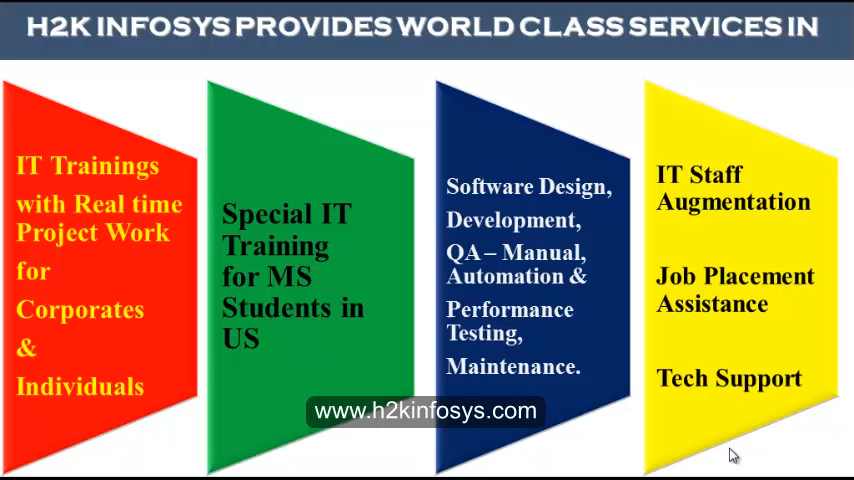 H2K INFOSYS PROVIDES WORLD CLASS SERVICES IN
IT Trainings
with Real time
Project Work
for
Corporates
&
Individuals
Special IT
Training
for MS
Students in
US
Software Design,
Development,
QA – Manual,
Automation &
Performance
Testing,
Maintenance.
IT Staff
Augmentation
Job Placement
Assistance
Tech Support
www.h2kinfosys.com